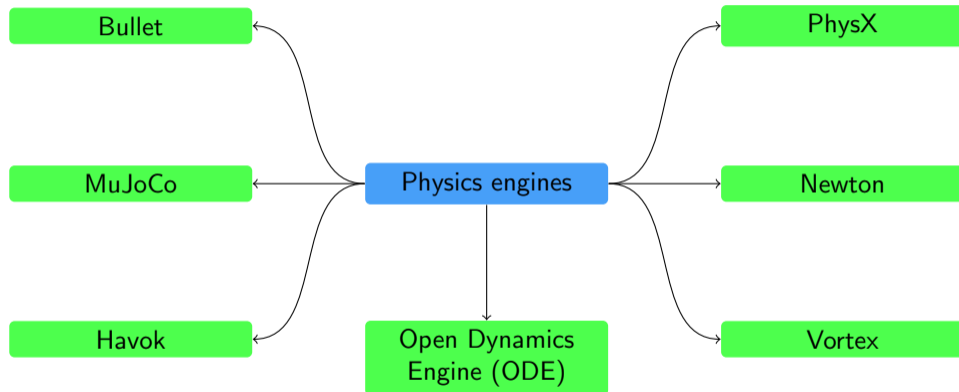 Bullet
PhysX
MuJoCo
Physics engines
Newton
Havok
Open Dynamics
Engine (ODE)
Vortex